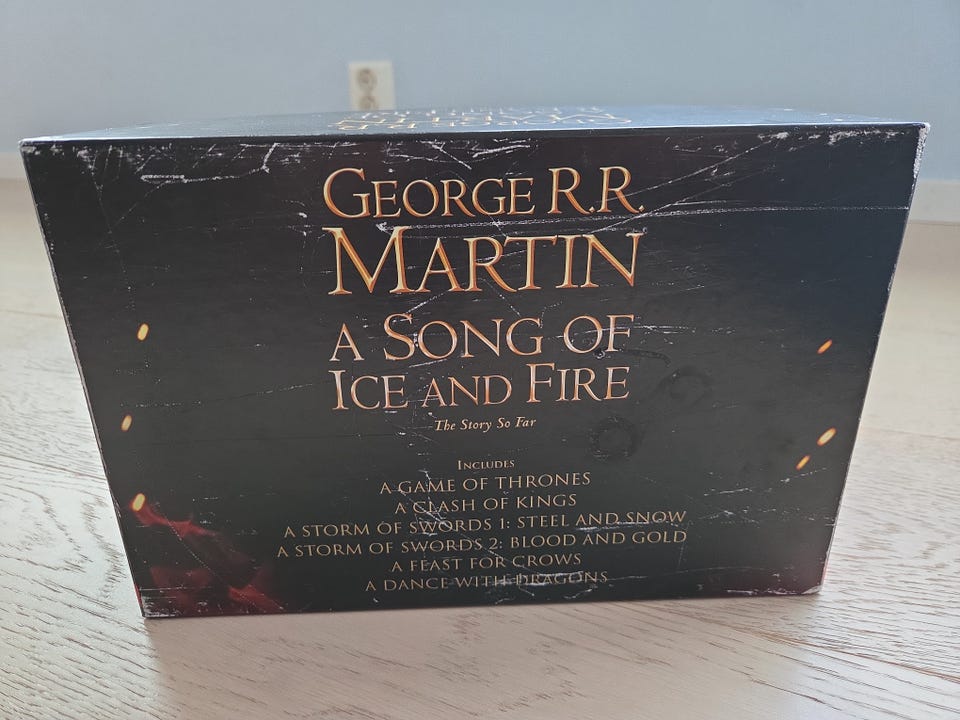 GEORGE R.R.
MARTIN
A SONG OF
ICE AND FIRE
The Story So Far
INCLUDES
A GAME OF THRONES
A CLASH OF KINGS
A STORM OF SWORDS 1: STEEL AND SNOW
A STORM OF SWORDS 2: BLOOD AND GOLD
A FEAST FOR CROWS
A DANCE WITH DRAGONS